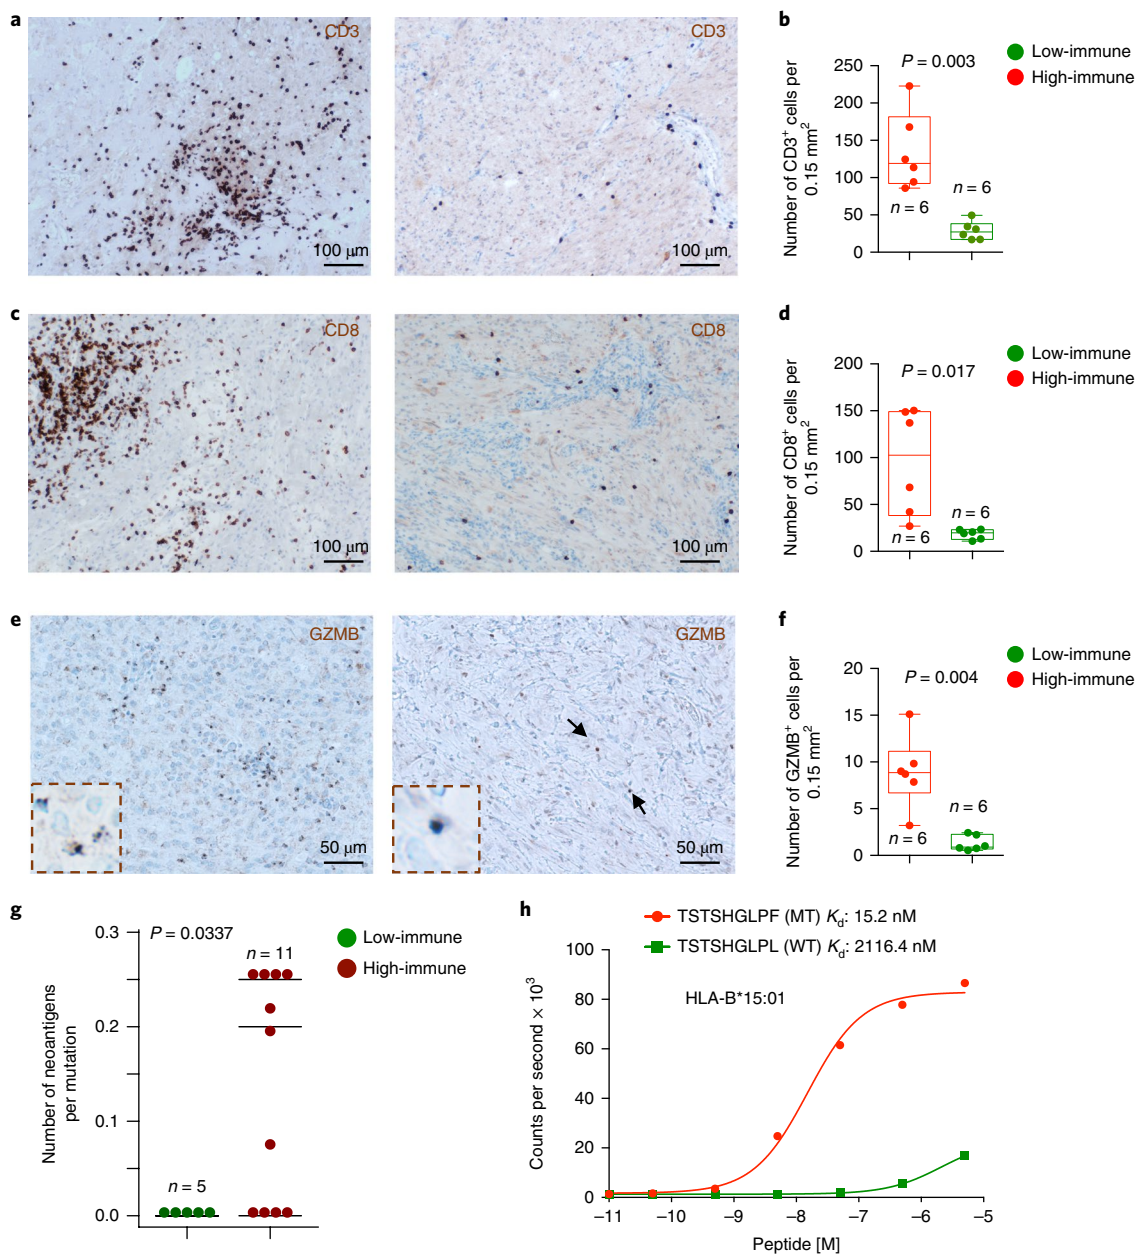 a
CD3
100 µm
CD3
100 µm
b
Low-immune
High-immune
P = 0.003
Number of CD3+ cells per
0.15 mm2
250
200
150
100
50
0
n = 6
n = 6
c
CD8
100 µm
CD8
100 µm
d
Low-immune
High-immune
P = 0.017
Number of CD8+ cells per
0.15 mm2
200
150
100
50
0
n = 6
n = 6
e
GZMB
50 µm
GZMB
50 µm
f
Low-immune
High-immune
P = 0.004
Number of GZMB+ cells per
0.15 mm2
20
15
10
5
0
n = 6
n = 6
g
P = 0.0337
Low-immune
High-immune
n = 11
n = 5
Number of neoantigens
per mutation
0.3
0.2
0.1
0.0
h
TSTSHGLPF (MT) Kd: 15.2 nM
TSTSHGLPL (WT) Kd: 2116.4 nM
HLA-B*15:01
Counts per second × 10³
100
80
60
40
20
0
−11 −10 −9 −8 −7 −6 −5
Peptide [M]